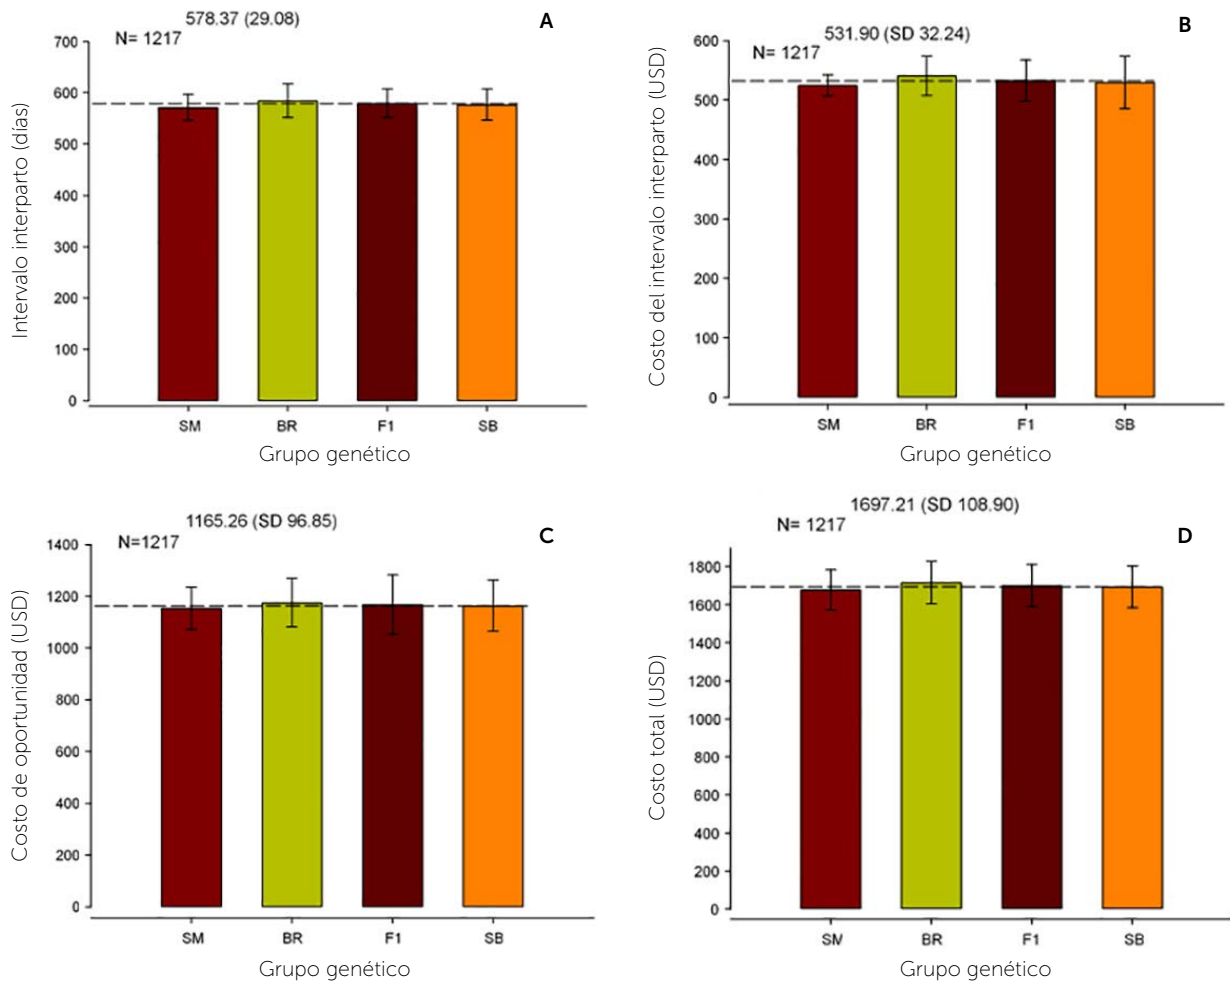 578.37 (29.08)
A
N= 1217
Intervalo interparto (días)
700
600
500
400
300
200
100
0
SM BR F1 SB
Grupo genético
531.90 (SD 32.24)
B
N= 1217
Costo del intervalo interparto (USD)
600
500
400
300
200
100
0
SM BR F1 SB
Grupo genético
1165.26 (SD 96.85)
C
N=1217
Costo de oportunidad (USD)
1400
1200
1000
800
600
400
200
0
SM BR F1 SB
Grupo genético
1697.21 (SD 108.90)
D
N= 1217
Costo total (USD)
1800
1600
1400
1200
1000
800
600
400
200
0
SM BR F1 SB
Grupo genético